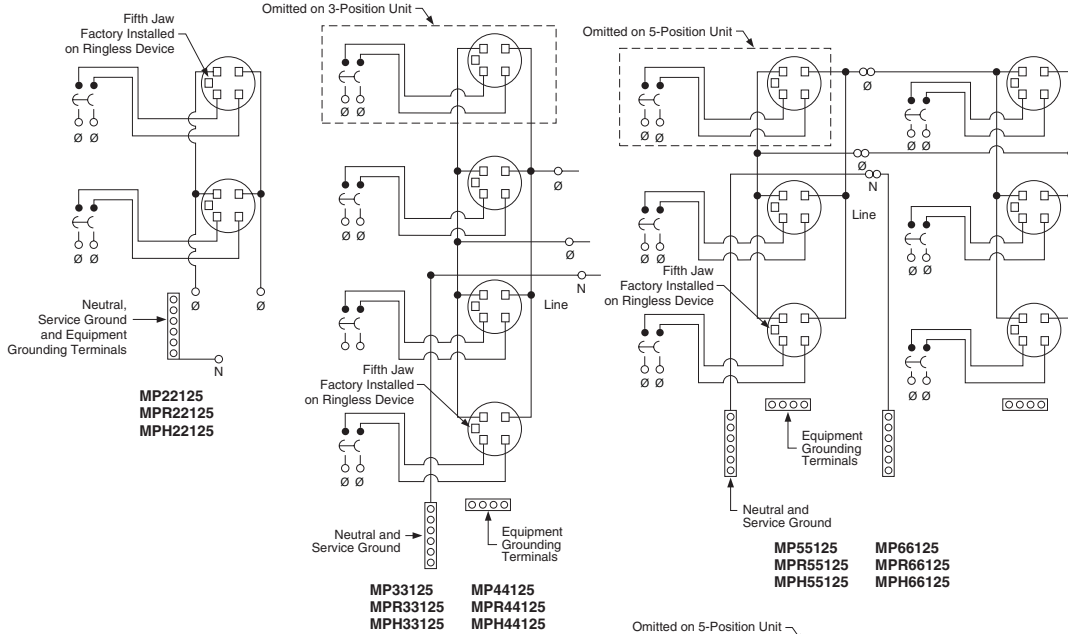 Fifth Jaw
Factory Installed
on Ringless Device
Ø Ø
Ø Ø
Ø
Ø
Neutral,
Service Ground
and Equipment
Grounding Terminals
N
MP22125
MPR22125
MPH22125
Omitted on 3-Position Unit
Ø Ø
Ø
Ø Ø
Ø
N
Line
Ø Ø
Fifth Jaw
Factory Installed
on Ringless Device
Ø Ø
Neutral and
Service Ground
Equipment
Grounding
Terminals
MP33125 MP44125
MPR33125 MPR44125
MPH33125 MPH44125
Omitted on 5-Position Unit
Ø
Ø Ø
Ø Ø
Ø
N
Line
Ø Ø
Ø Ø
Fifth Jaw
Factory Installed
on Ringless Device
Ø Ø
Ø Ø
Equipment
Grounding
Terminals
Neutral and
Service Ground
MP55125 MP66125
MPR55125 MPR66125
MPH55125 MPH66125
Omitted on 5-Position Unit